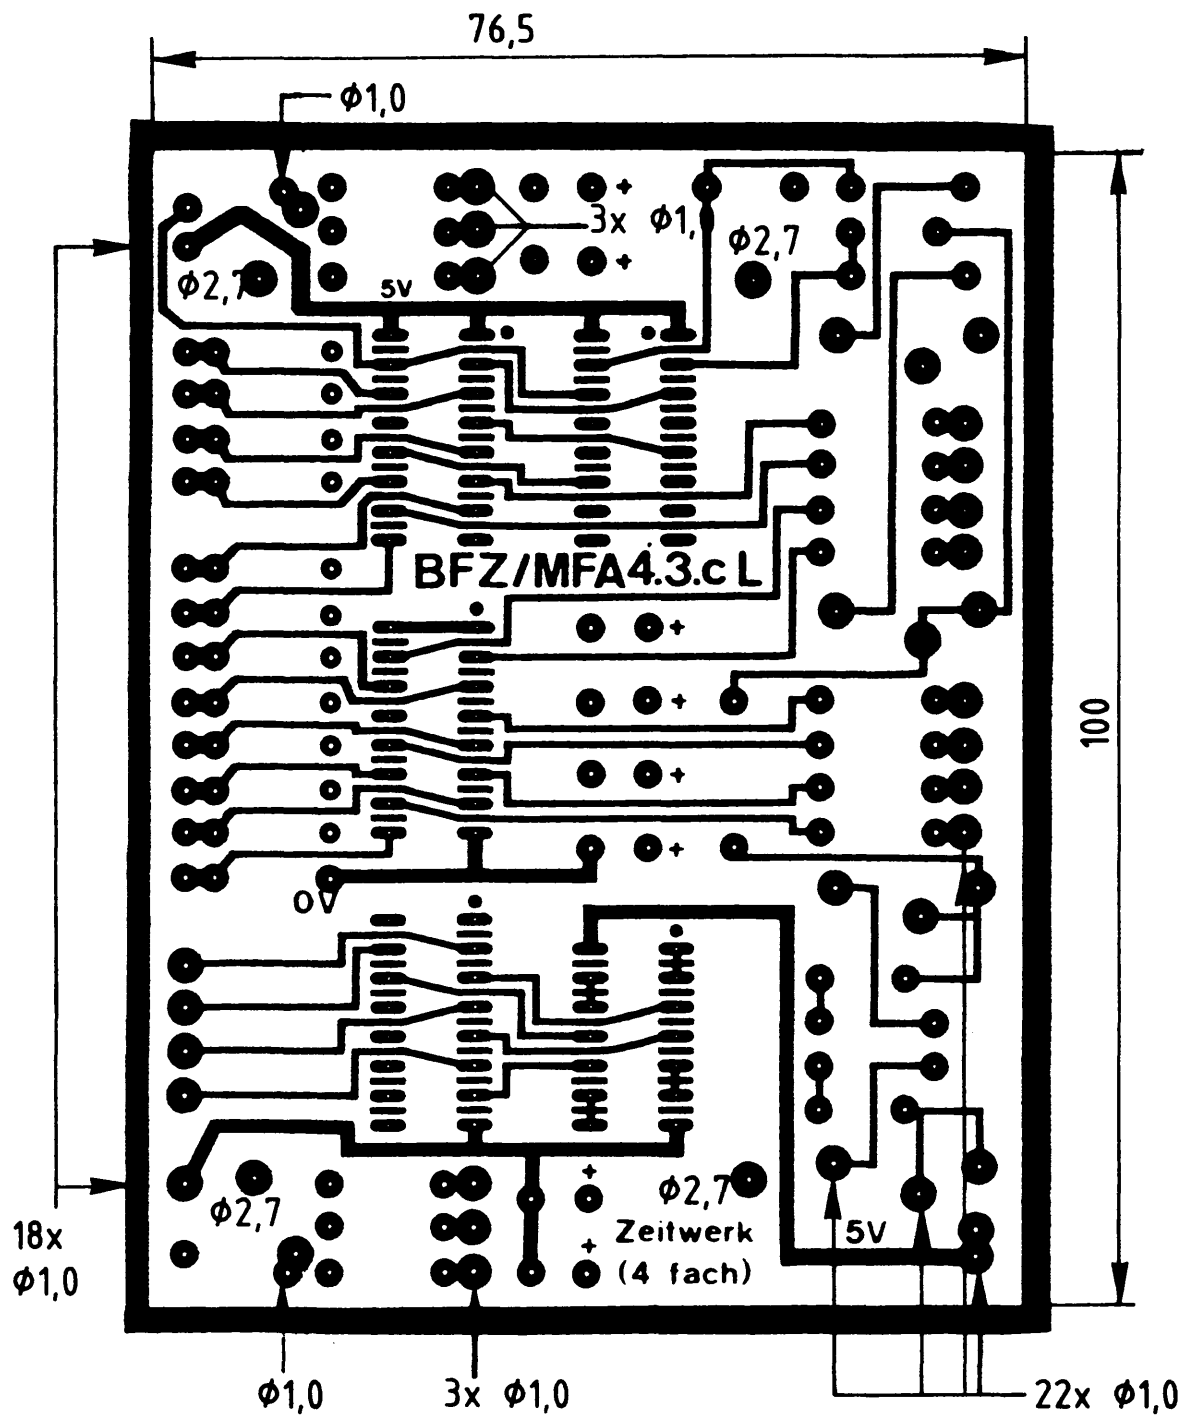 76,5
ϕ1,0
3x ϕ1,
ϕ2,7
ϕ2,7
5V
+
+
BFZ/MFA4.3.c L
+
+
+
+
100
0V
+
ϕ2,7
ϕ2,7
Zeitwerk
5V
+
(4 fach)
18x
ϕ1,0
ϕ1,0
3x ϕ1,0
22x ϕ1,0